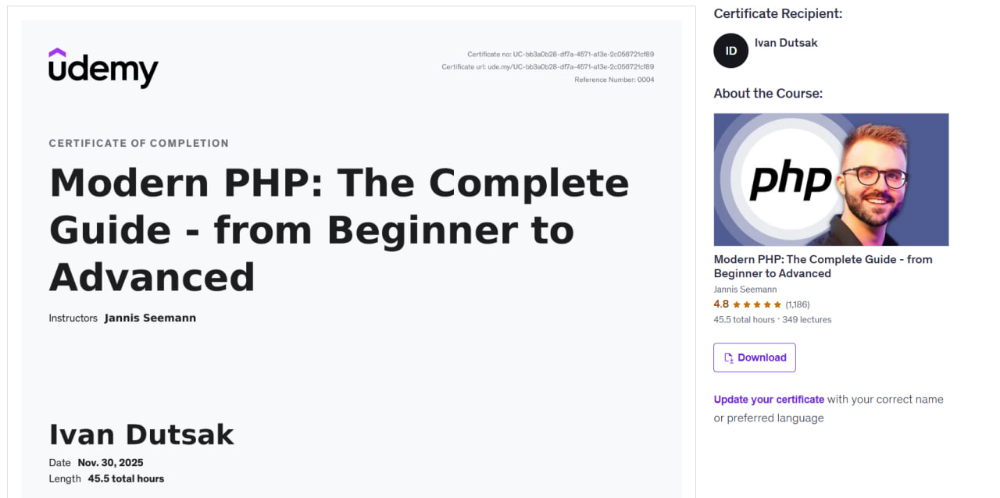 udemy
Certificate no: UC-bb3a0b28-df7a-4571-a13e-2c056721cf89
Certificate url: ude.my/UC-bb3a0b28-df7a-4571-a13e-2c056721cf89
Reference Number: 0004
CERTIFICATE OF COMPLETION
Modern PHP: The Complete
Guide - from Beginner to
Advanced
Instructors Jannis Seemann
Ivan Dutsak
Date Nov. 30, 2025
Length 45.5 total hours
Certificate Recipient:
ID
Ivan Dutsak
About the Course:
php
Modern PHP: The Complete Guide - from
Beginner to Advanced
Jannis Seemann
4.8 ★★★★★ (1,186)
45.5 total hours · 349 lectures
Download
Update your certificate with your correct name
or preferred language